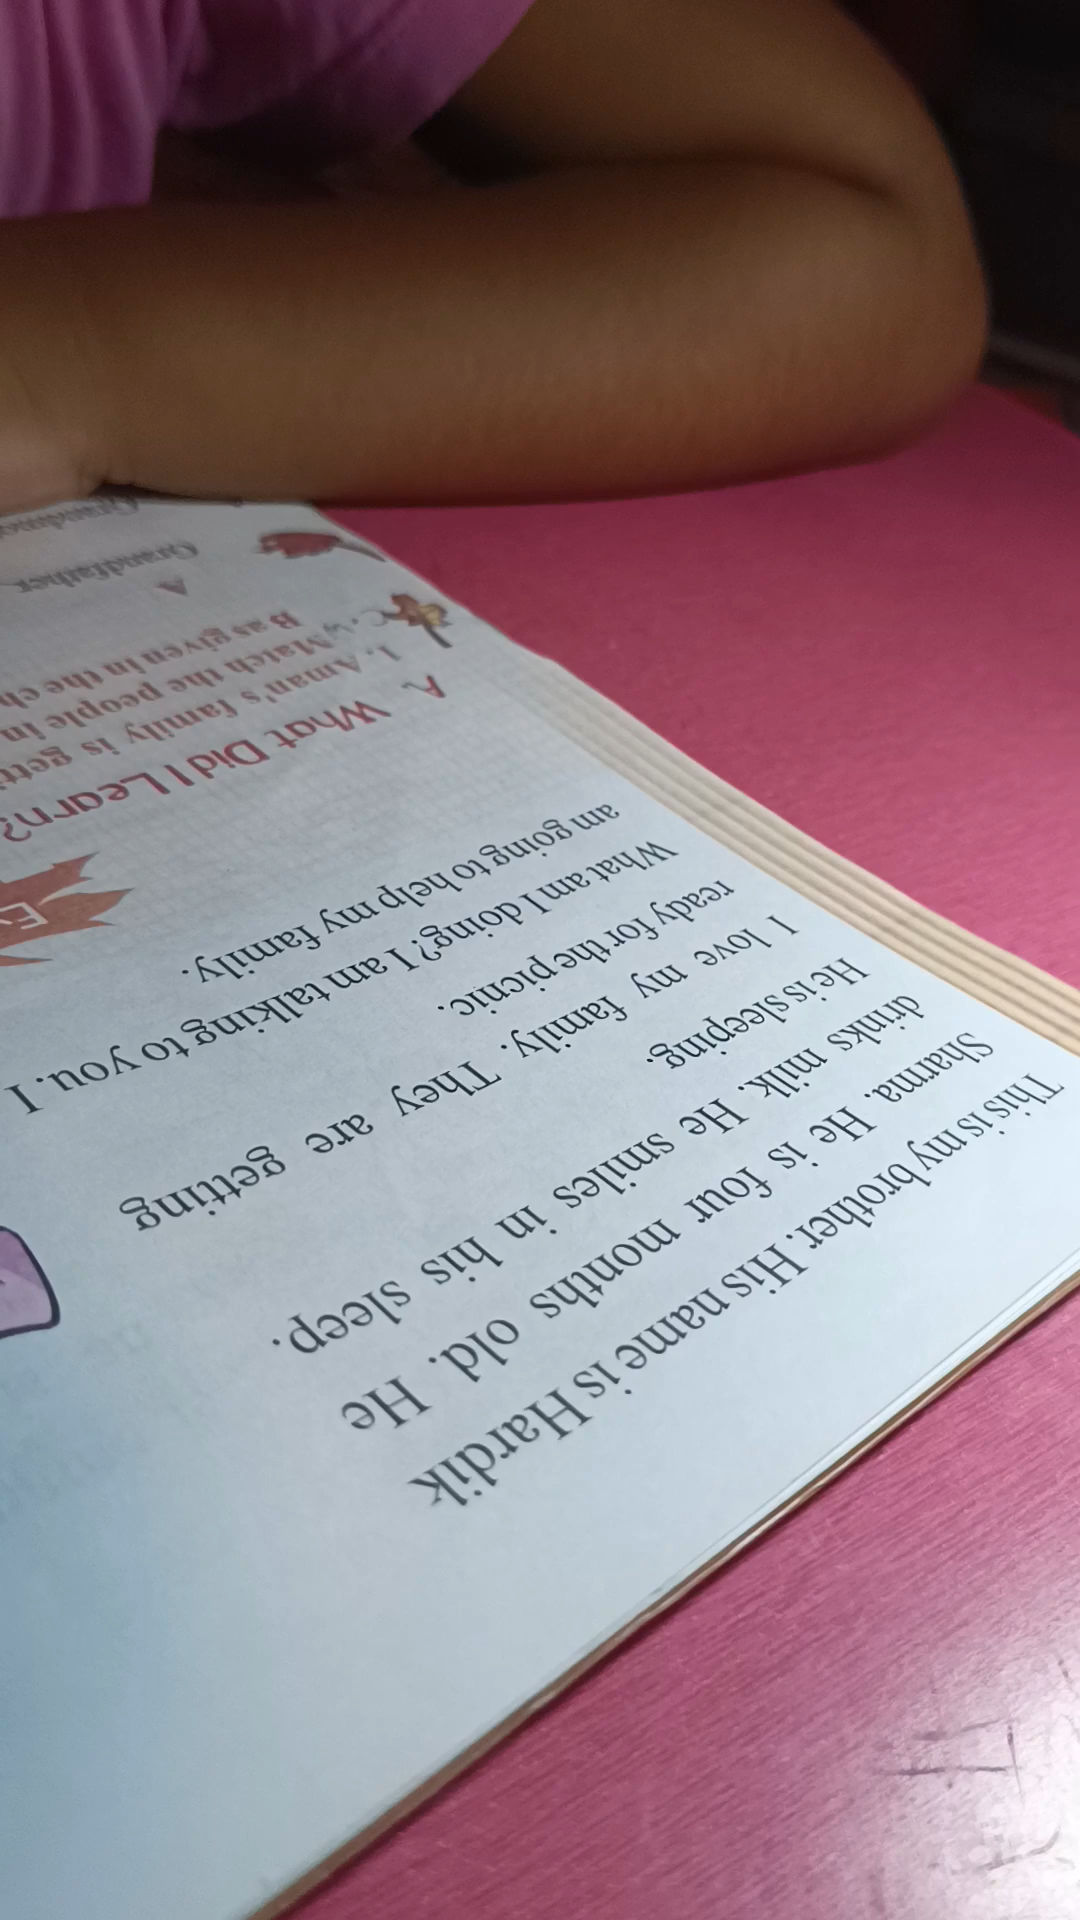 This is my brother. His name is Hardik
Sharma. He is four months old. He
drinks milk. He smiles in his sleep.
He is sleeping.
I love my family. They are getting
ready for the picnic.
What am I doing? I am talking to you. I
am going to help my family.
A. What Did I Learn?
1. Aman's family is
Match the people in
B as given in the
A
Grandfather